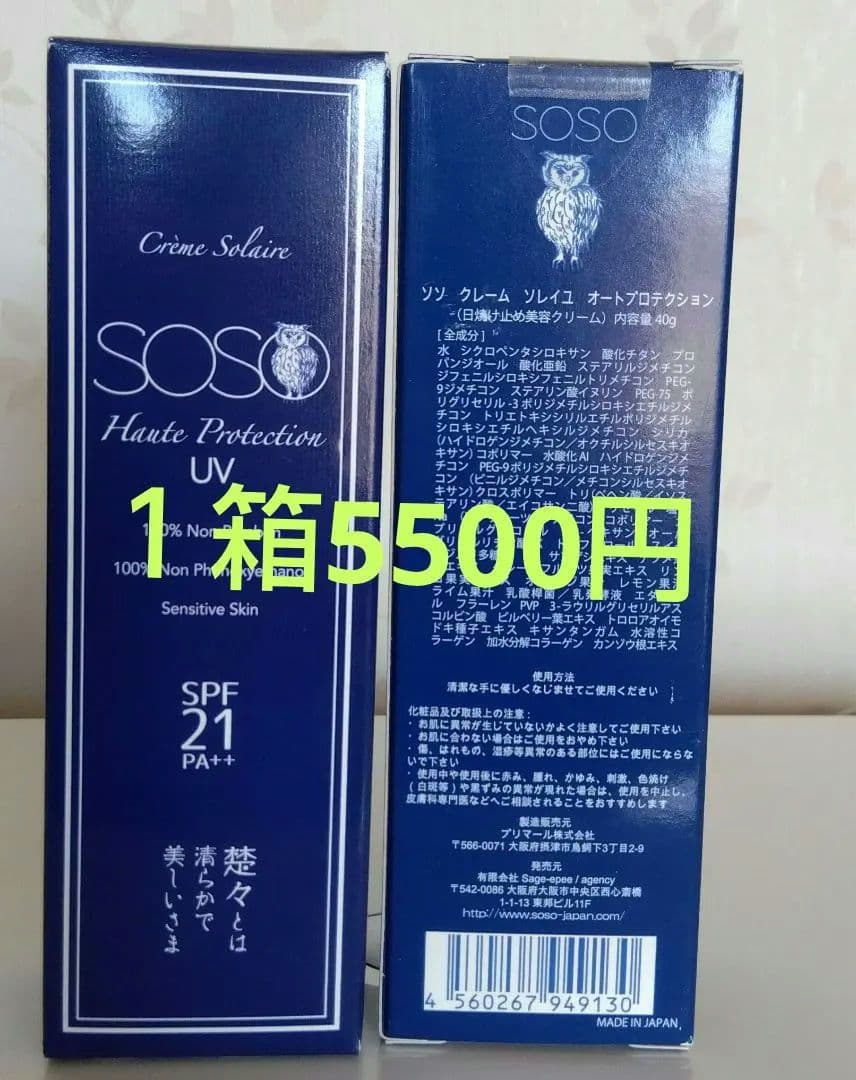 Crème Solaire
SOSO
Haute Protection
UV
100% Non
100% Non
Sensitive Skin
SPF
21
PA++
楚々とは
清らかで
美しいさま
１箱5500円
SOSO
ソソ クレーム ソレイユ オートプロテクション
（日焼け止め美容クリーム）内容量 40g
[全成分]
水 シクロペンタシロキサン 酸化チタン プロ
パンジオール 酸化亜鉛 ステアリルジメチコン
ジフェニルシロキシフェニルトリメチコン PEG-
9ジメチコン ステアリン酸イヌリン PEG-75 ポ
リグリセリル-3ポリジメチルシロキシエチルジメ
チコン トリエトキシシリルエチルポリジメチル
シロキシエチルヘキシルジメチコン シリカ
（ハイドロゲンジメチコン／オクチルシルセスキオ
キサン）コポリマー 水酸化Al ハイドロゲンジメ
チコン PEG-9ポリジメチルシロキシエチルジメチ
コン （ビニルジメチコン／メチコンシルセスキオ
キサン）クロスポリマー
レモン果汁
ライム果汁 乳酸桿菌／乳発酵液 エタ
ル フラーレン PVP 3-ラウリルグリセリルアス
コルビン酸 ビルベリー葉エキス トロロアオイモ
ドキ種子エキス キサンタンガム 水溶性コ
ラーゲン 加水分解コラーゲン カンゾウ根エキス
使用方法
清潔な手に優しくなじませてご使用ください
化粧品及び取扱上の注意：
・お肌に異常が生じていないかよく注意してご使用下さい
・お肌に合わない場合はご使用をおやめ下さい
・傷、はれもの、湿疹等異常のある部位にはご使用にならな
いで下さい
・使用中や使用後に赤み、腫れ、かゆみ、刺激、色焼け
（白斑等）や黒ずみの異常が現れた場合は、使用を中止し、
皮膚科専門医などへご相談されることをおすすめします
製造販売元
プリマール株式会社
〒566-0071 大阪府摂津市鳥飼下3丁目2-9
発売元
有限会社 Sage-epee / agency
〒542-0086 大阪府大阪市中央区西心斎橋
1-1-13 東邦ビル11F
http://www.soso-japan.com/
4 560267 949130
MADE IN JAPAN